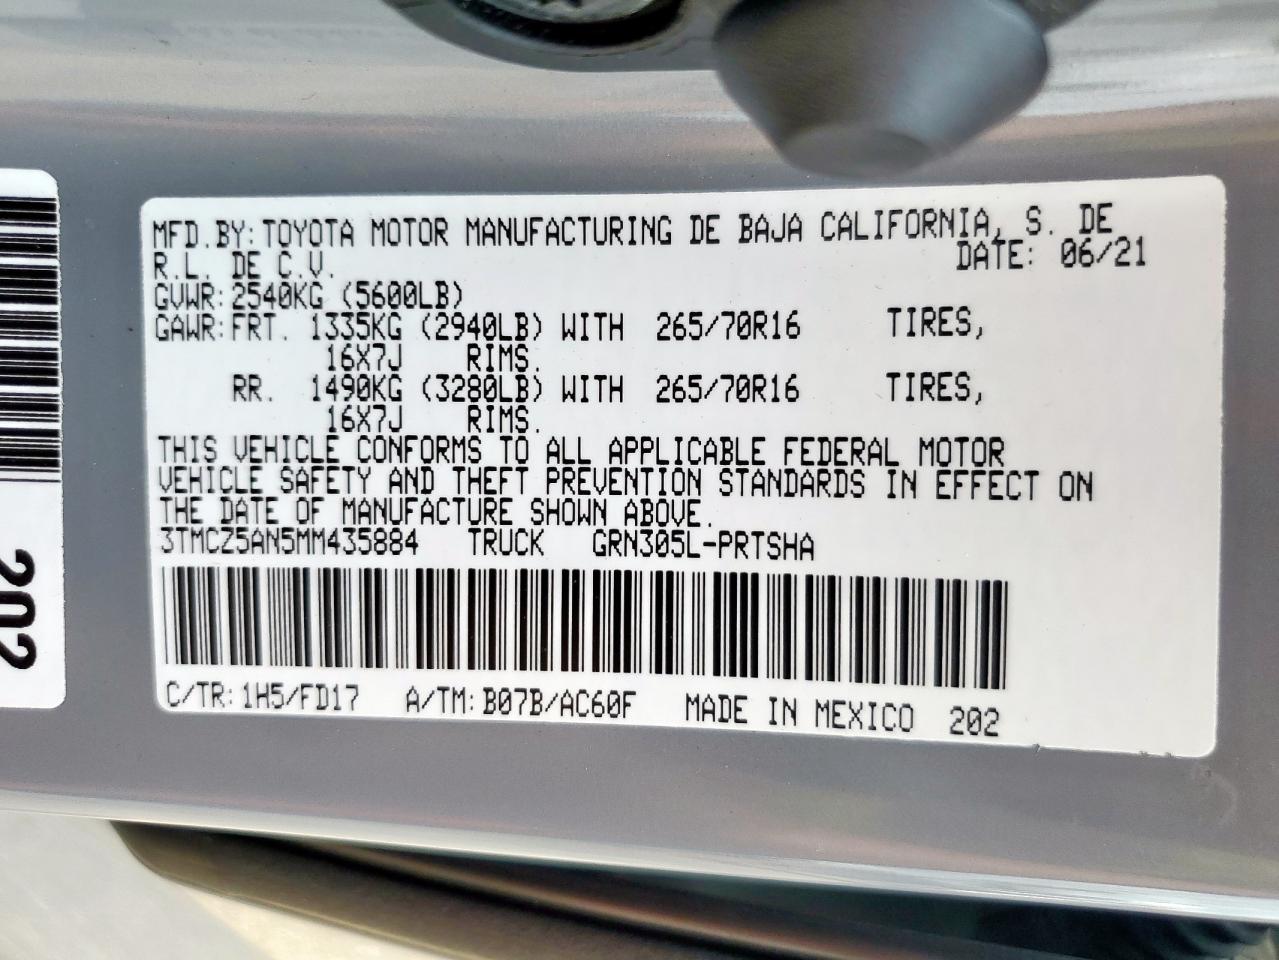 MFD.BY: TOYOTA MOTOR MANUFACTURING DE BAJA CALIFORNIA, S. DE
R.L. DE C.V. DATE: 06/21
GVWR: 2540KG (5600LB)
GAWR: FRT. 1335KG (2940LB) WITH 265/70R16 TIRES,
16X7J RIMS.
RR. 1490KG (3280LB) WITH 265/70R16 TIRES,
16X7J RIMS.
THIS VEHICLE CONFORMS TO ALL APPLICABLE FEDERAL MOTOR
VEHICLE SAFETY AND THEFT PREVENTION STANDARDS IN EFFECT ON
THE DATE OF MANUFACTURE SHOWN ABOVE.
3TMCZ5AN5MM435884 TRUCK GRN305L-PRTSHA
C/TR: 1H5/FD17 A/TM: B07B/AC60F MADE IN MEXICO 202
202